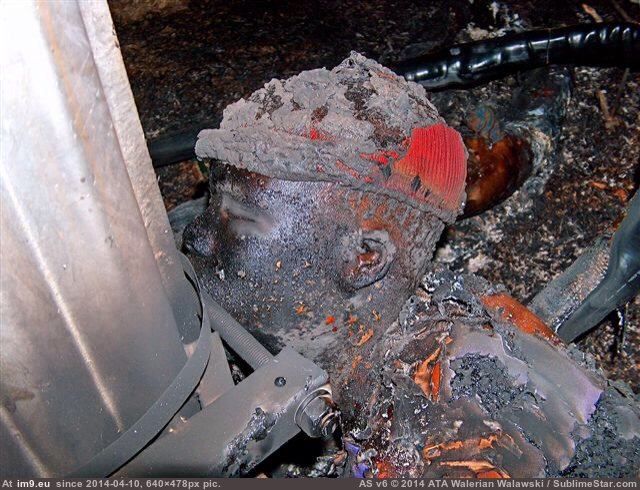 At im9.eu since 2014-04-10, 640×478px pic. AS v6 © 2014 ATA Walerian Walawski / SublimeStar.com